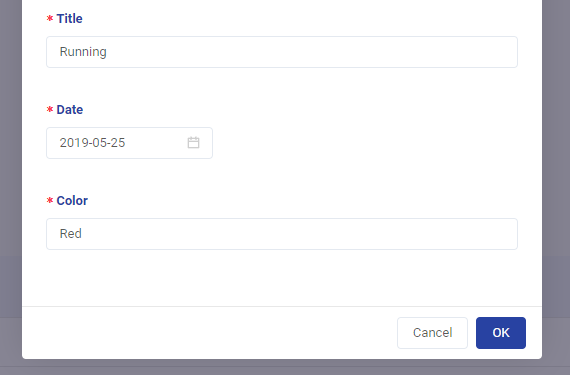 * Title
Running
* Date
2019-05-25
* Color
Red
Cancel
OK